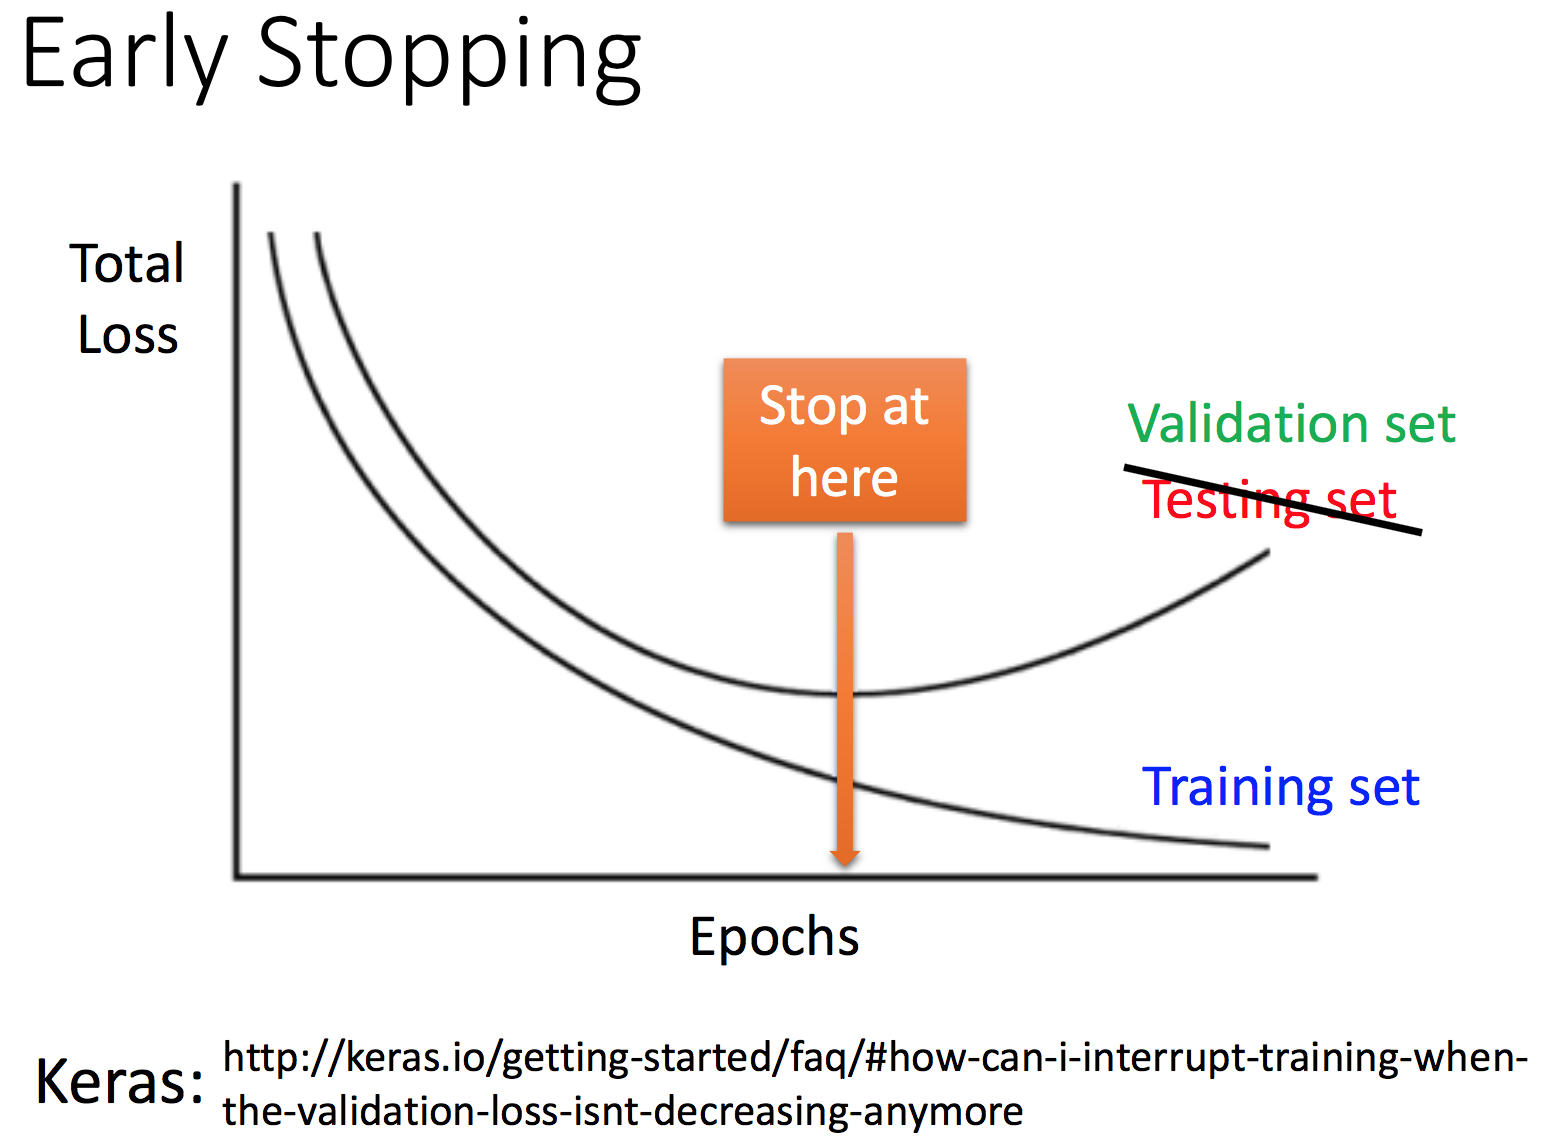 Early Stopping
Total
Loss
Stop at
here
Validation set
Testing set
Training set
Epochs
Keras:
http://keras.io/getting-started/faq/#how-can-i-interrupt-training-when-
the-validation-loss-isnt-decreasing-anymore